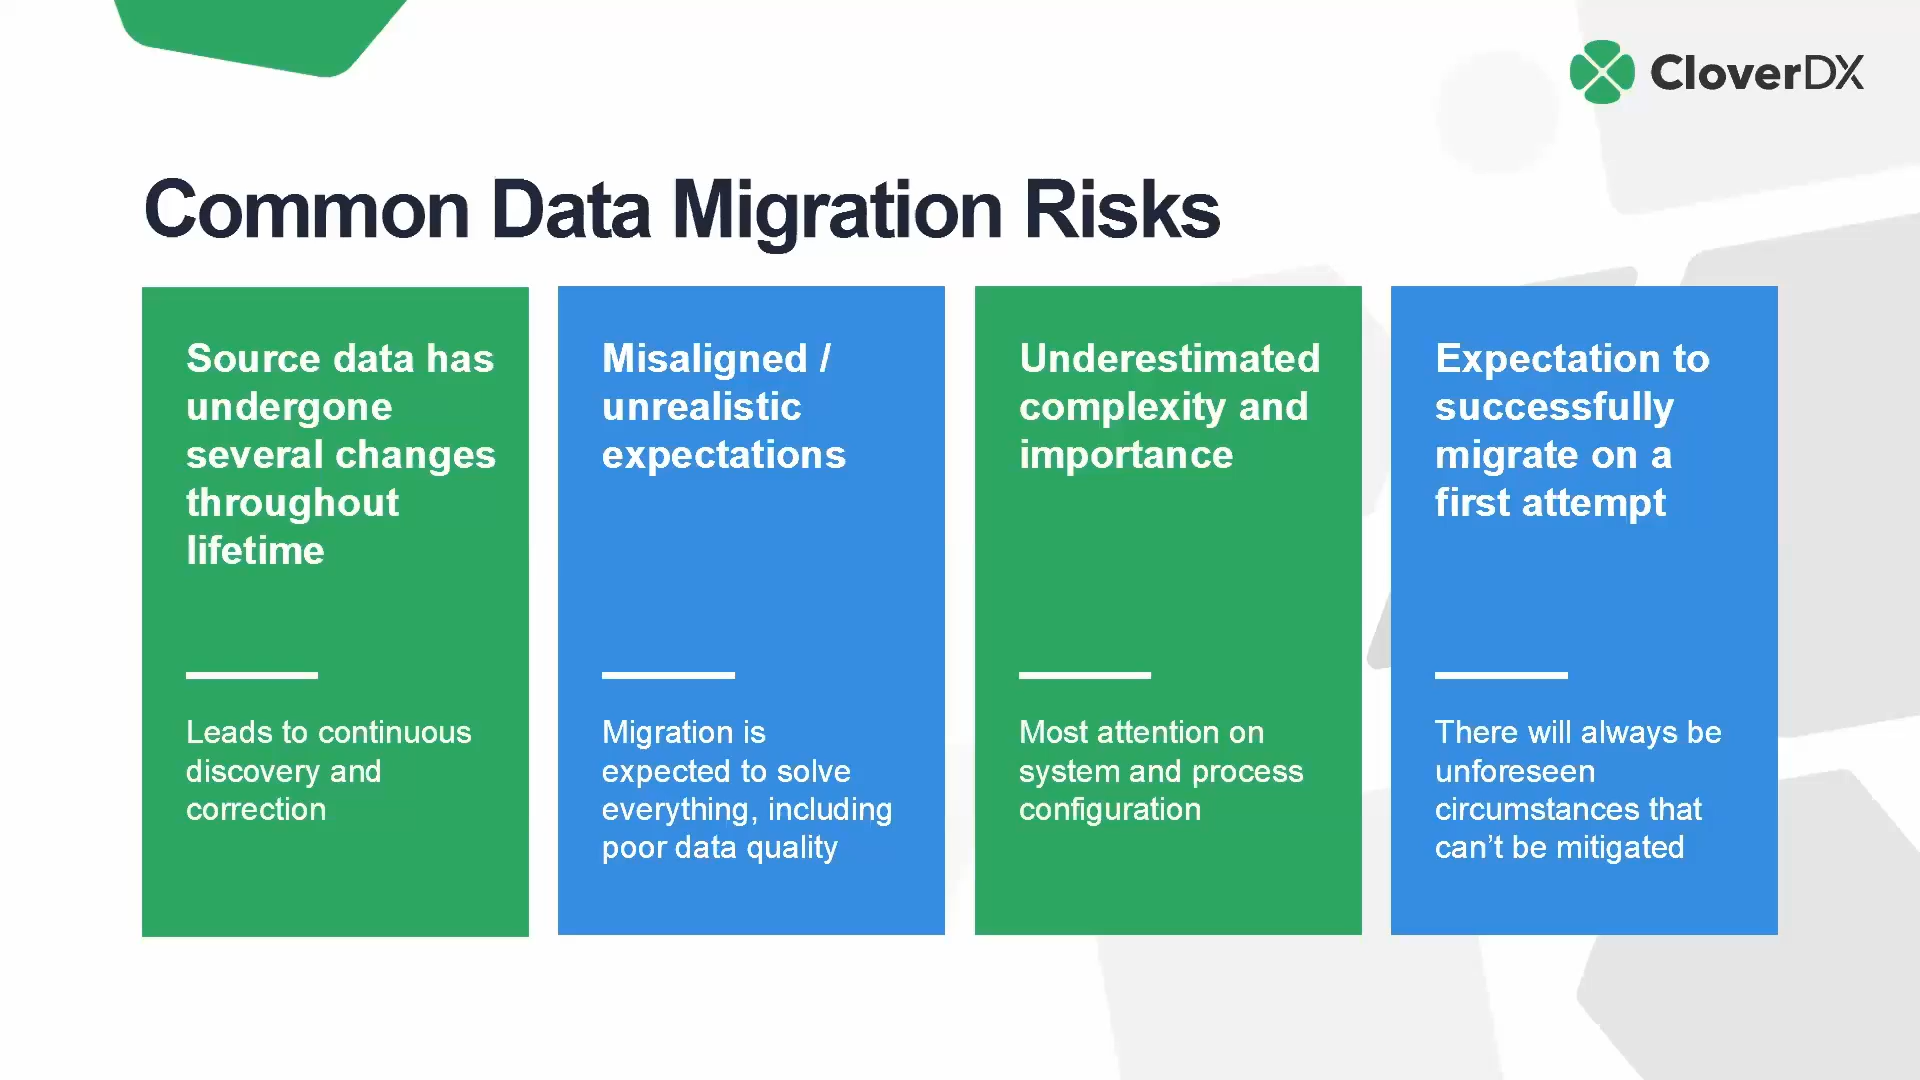 CloverDX
Common Data Migration Risks
Source data has
undergone
several changes
throughout
lifetime
Leads to continuous
discovery and
correction
Misaligned /
unrealistic
expectations
Migration is
expected to solve
everything, including
poor data quality
Underestimated
complexity and
importance
Most attention on
system and process
configuration
Expectation to
successfully
migrate on a
first attempt
There will always be
unforeseen
circumstances that
can’t be mitigated